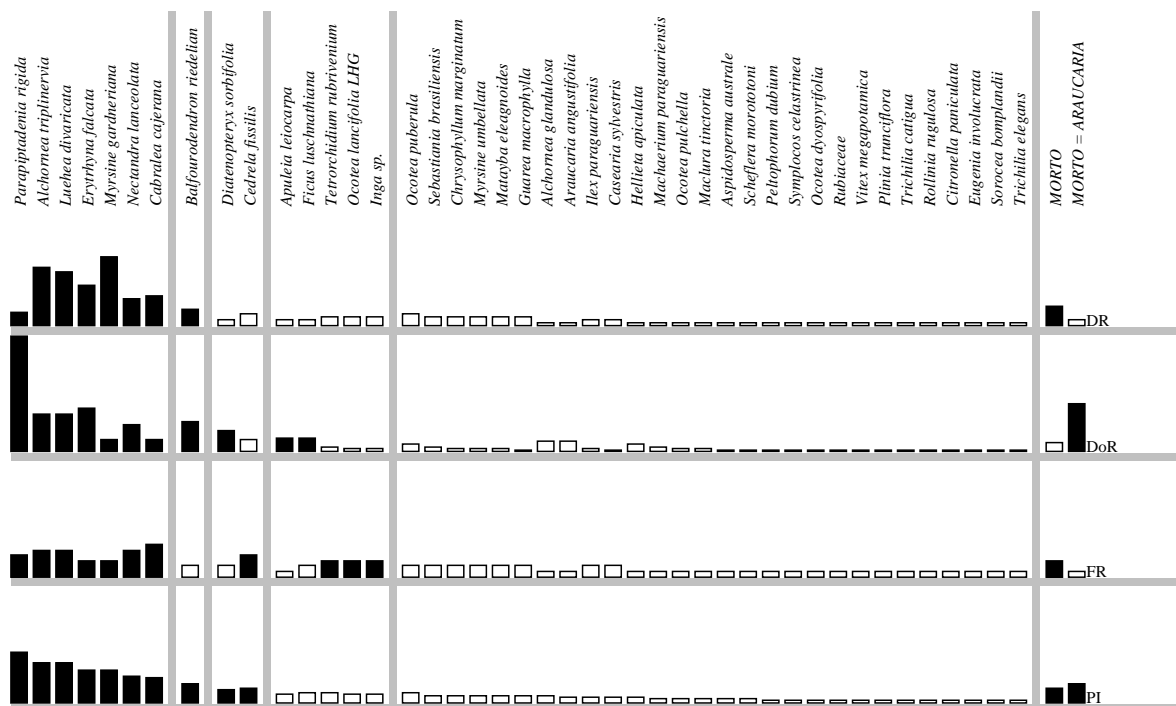 Parapiptadenia rigida
Alchornea triplinervia
Luehea divaricata
Eryrhyna falcata
Myrsine gardneriana
Nectandra lanceolata
Cabralea cajerana
Balfourodendron riedelian
Diatenopteryx sorbifolia
Cedrela fissilis
Apuleia leiocarpa
Ficus luschnathiana
Tetrorchidium rubrivenium
Ocotea lancifolia LHG
Inga sp.
Ocotea puberula
Sebastiania brasiliensis
Chrysophyllum marginatum
Myrsine umbellata
Matayba eleagnoides
Guarea macrophylla
Alchornea glandulosa
Araucaria angustifolia
Ilex paraguariensis
Casearia sylvestris
Hellieta apiculata
Machaerium paraguariensis
Ocotea pulchella
Maclura tinctoria
Aspidosperma australe
Scheflera morototoni
Peltophorum dubium
Symplocos celastrinea
Ocotea dyospyrifolia
Rubiaceae
Vitex megapotamica
Plinia trunciflora
Trichilia catigua
Rollinia rugulosa
Citronella paniculata
Eugenia involucrata
Sorocea bomplandii
Trichilia elegans
MORTO
MORTO = ARAUCARIA
DR
DoR
FR
PI